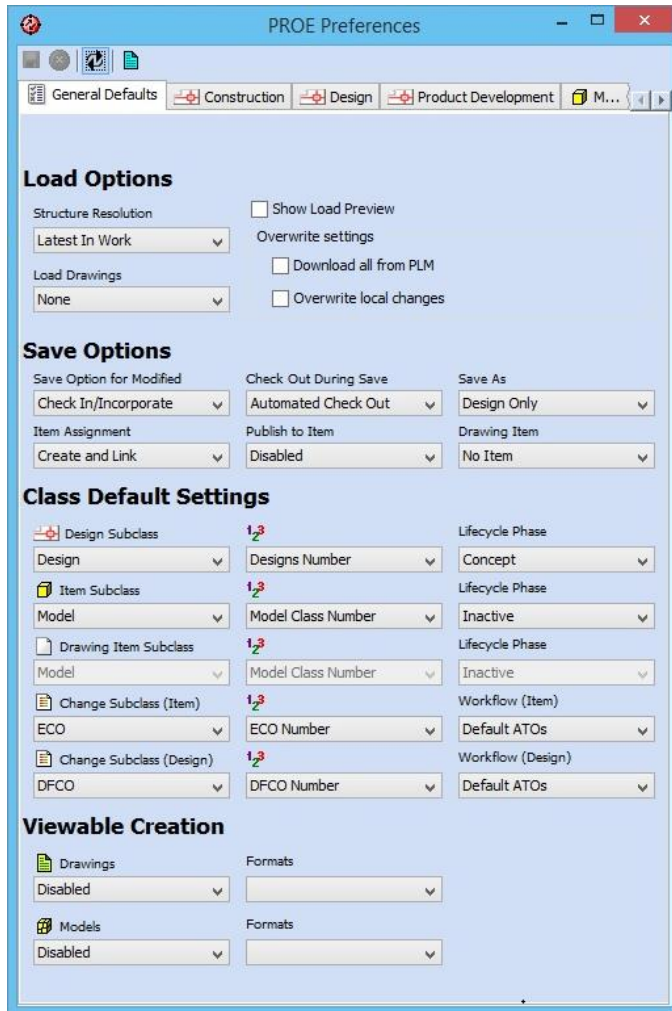 PROE Preferences
General Defaults Construction Design Product Development M...
Load Options
Structure Resolution Show Load Preview
Latest In Work Overwrite settings
Download all from PLM
Load Drawings
None Overwrite local changes
Save Options
Save Option for Modified Check Out During Save Save As
Check In/Incorporate Automated Check Out Design Only
Item Assignment Publish to Item Drawing Item
Create and Link Disabled No Item
Class Default Settings
Design Subclass 123 Lifecycle Phase
Design Designs Number Concept
Item Subclass 123 Lifecycle Phase
Model Model Class Number Inactive
Drawing Item Subclass 123 Lifecycle Phase
Model Model Class Number Inactive
Change Subclass (Item) 123 Workflow (Item)
ECO ECO Number Default ATOs
Change Subclass (Design) 123 Workflow (Design)
DFCO DFCO Number Default ATOs
Viewable Creation
Drawings Formats
Disabled
Models Formats
Disabled